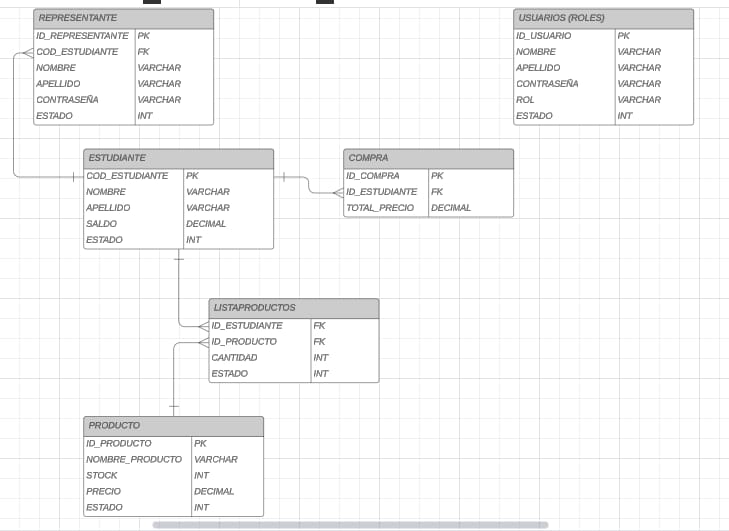 REPRESENTANTE
ID_REPRESENTANTE PK
COD_ESTUDIANTE FK
NOMBRE VARCHAR
APELLIDO VARCHAR
CONTRASEÑA VARCHAR
ESTADO INT
USUARIOS (ROLES)
ID_USUARIO PK
NOMBRE VARCHAR
APELLIDO VARCHAR
CONTRASEÑA VARCHAR
ROL VARCHAR
ESTADO INT
ESTUDIANTE
COD_ESTUDIANTE PK
NOMBRE VARCHAR
APELLIDO VARCHAR
SALDO DECIMAL
ESTADO INT
COMPRA
ID_COMPRA PK
ID_ESTUDIANTE FK
TOTAL_PRECIO DECIMAL
LISTAPRODUCTOS
ID_ESTUDIANTE FK
ID_PRODUCTO FK
CANTIDAD INT
ESTADO INT
PRODUCTO
ID_PRODUCTO PK
NOMBRE_PRODUCTO VARCHAR
STOCK INT
PRECIO DECIMAL
ESTADO INT